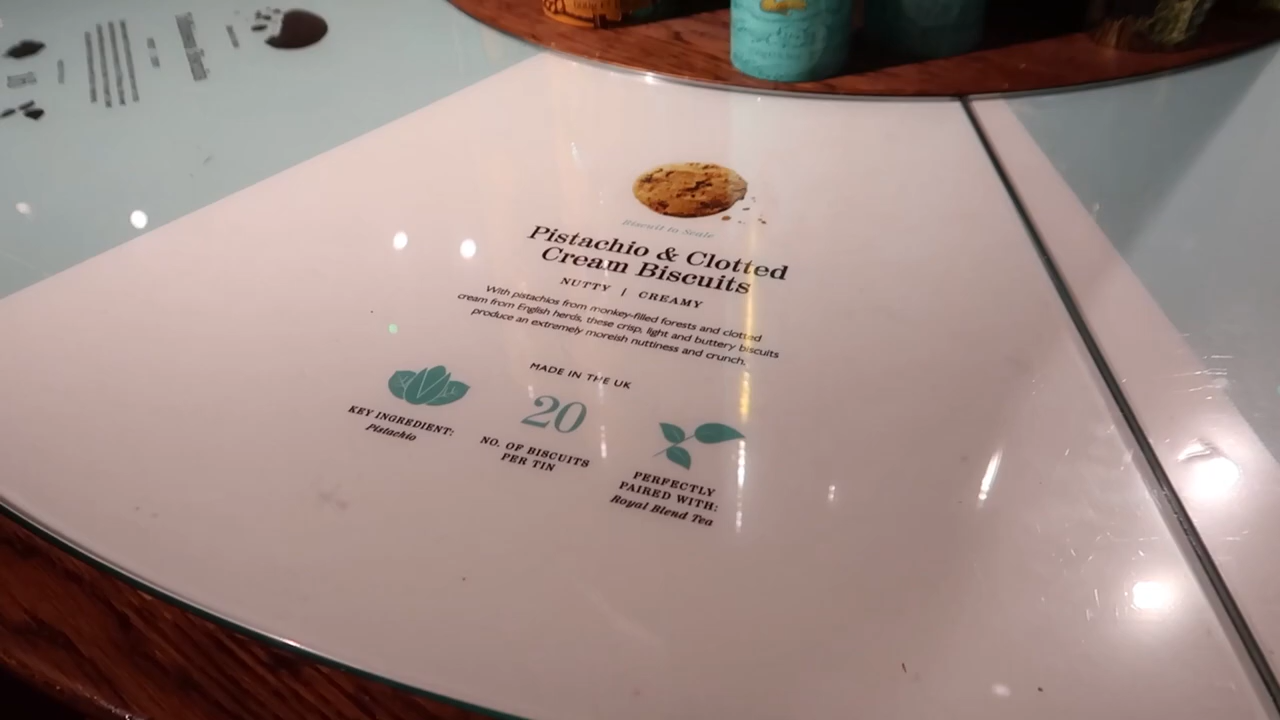 Biscuit to Scale
Pistachio & Clotted
Cream Biscuits
NUTTY | CREAMY
With pistachios from monkey-filled forests and clotted
cream from English herds, these crisp, light and buttery biscuits
produce an extremely moreish nuttiness and crunch.
MADE IN THE UK
KEY INGREDIENT:
Pistachio
20
NO. OF BISCUITS
PER TIN
PERFECTLY
PAIRED WITH:
Royal Blend Tea